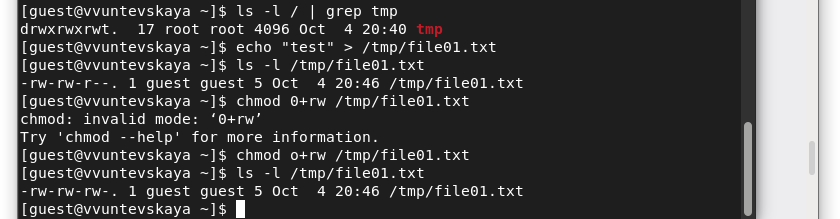 [guest@vvuntevskaya ~]$ ls -l / | grep tmp
drwxrwxrwt.  17 root root 4096 Oct  4 20:40 tmp
[guest@vvuntevskaya ~]$ echo "test" > /tmp/file01.txt
[guest@vvuntevskaya ~]$ ls -l /tmp/file01.txt
-rw-rw-r--. 1 guest guest 5 Oct  4 20:46 /tmp/file01.txt
[guest@vvuntevskaya ~]$ chmod 0+rw /tmp/file01.txt
chmod: invalid mode: ‘0+rw’
Try 'chmod --help' for more information.
[guest@vvuntevskaya ~]$ chmod o+rw /tmp/file01.txt
[guest@vvuntevskaya ~]$ ls -l /tmp/file01.txt
-rw-rw-rw-. 1 guest guest 5 Oct  4 20:46 /tmp/file01.txt
[guest@vvuntevskaya ~]$